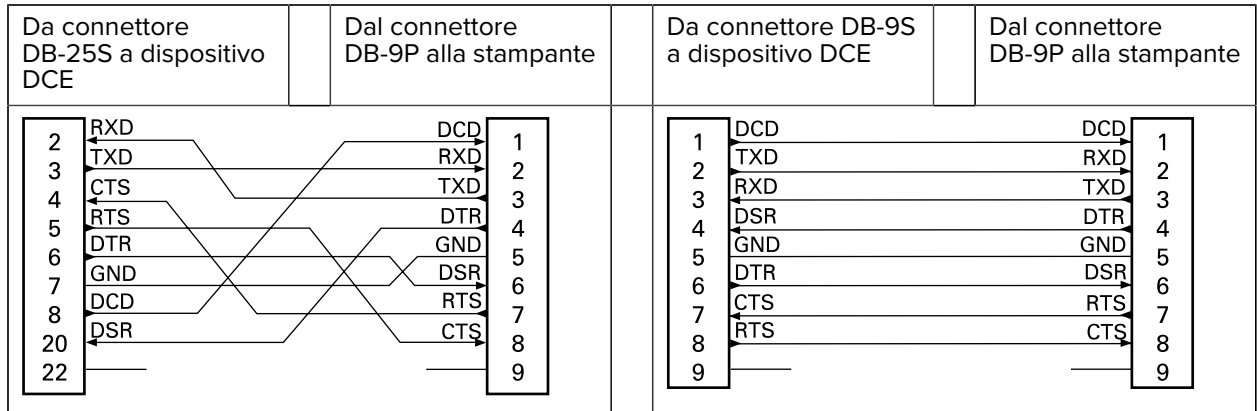 Da connettore
DB-25S a dispositivo
DCE
Dal connettore
DB-9P alla stampante
Da connettore DB-9S
a dispositivo DCE
Dal connettore
DB-9P alla stampante
2 RXD DCD 1
3 TXD RXD 2
4 CTS TXD 3
5 RTS DTR 4
6 DTR GND 5
7 GND DSR 6
8 DCD RTS 7
20 DSR CTS 8
22 9
1 DCD DCD 1
2 TXD RXD 2
3 RXD TXD 3
4 DSR DTR 4
5 GND GND 5
6 DTR DSR 6
7 CTS RTS 7
8 RTS CTS 8
9 9